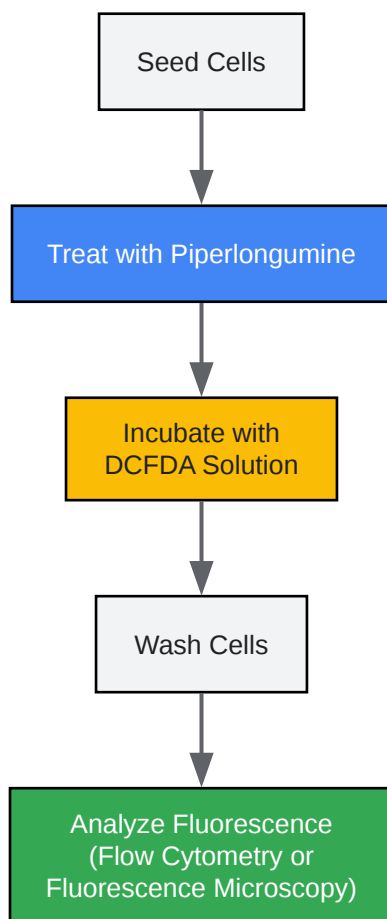 Seed Cells
Treat with Piperlongumine
Incubate with
DCFDA Solution
Wash Cells
Analyze Fluorescence
(Flow Cytometry or
Fluorescence Microscopy)